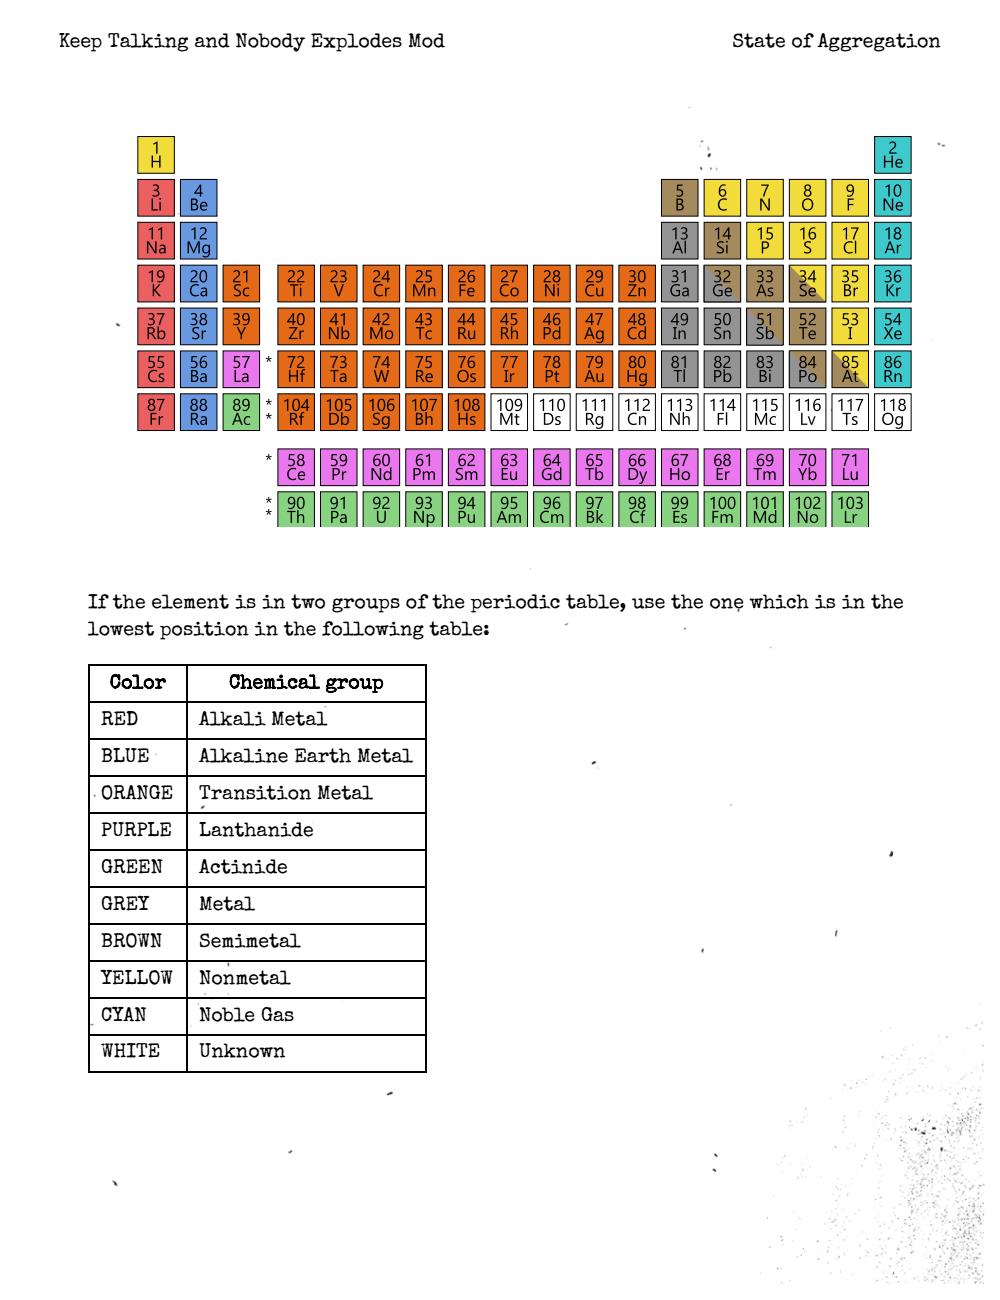 Keep Talking and Nobody Explodes Mod State of Aggregation
1 2
H He
3 4 5 6 7 8 9 10
Li Be B C N O F Ne
11 12 13 14 15 16 17 18
Na Mg Al Si P S Cl Ar
19 20 21 22 23 24 25 26 27 28 29 30 31 32 33 34 35 36
K Ca Sc Ti V Cr Mn Fe Co Ni Cu Zn Ga Ge As Se Br Kr
37 38 39 40 41 42 43 44 45 46 47 48 49 50 51 52 53 54
Rb Sr Y Zr Nb Mo Tc Ru Rh Pd Ag Cd In Sn Sb Te I Xe
55 56 57 * 72 73 74 75 76 77 78 79 80 81 82 83 84 85 86
Cs Ba La Hf Ta W Re Os Ir Pt Au Hg Tl Pb Bi Po At Rn
87 88 89 * 104 105 106 107 108 109 110 111 112 113 114 115 116 117 118
Fr Ra Ac * Rf Db Sg Bh Hs Mt Ds Rg Cn Nh Fl Mc Lv Ts Og
* 58 59 60 61 62 63 64 65 66 67 68 69 70 71
Ce Pr Nd Pm Sm Eu Gd Tb Dy Ho Er Tm Yb Lu
* 90 91 92 93 94 95 96 97 98 99 100 101 102 103
* Th Pa U Np Pu Am Cm Bk Cf Es Fm Md No Lr
If the element is in two groups of the periodic table, use the one which is in the
lowest position in the following table:
Color Chemical group
RED Alkali Metal
BLUE Alkaline Earth Metal
ORANGE Transition Metal
PURPLE Lanthanide
GREEN Actinide
GREY Metal
BROWN Semimetal
YELLOW Nonmetal
CYAN Noble Gas
WHITE Unknown